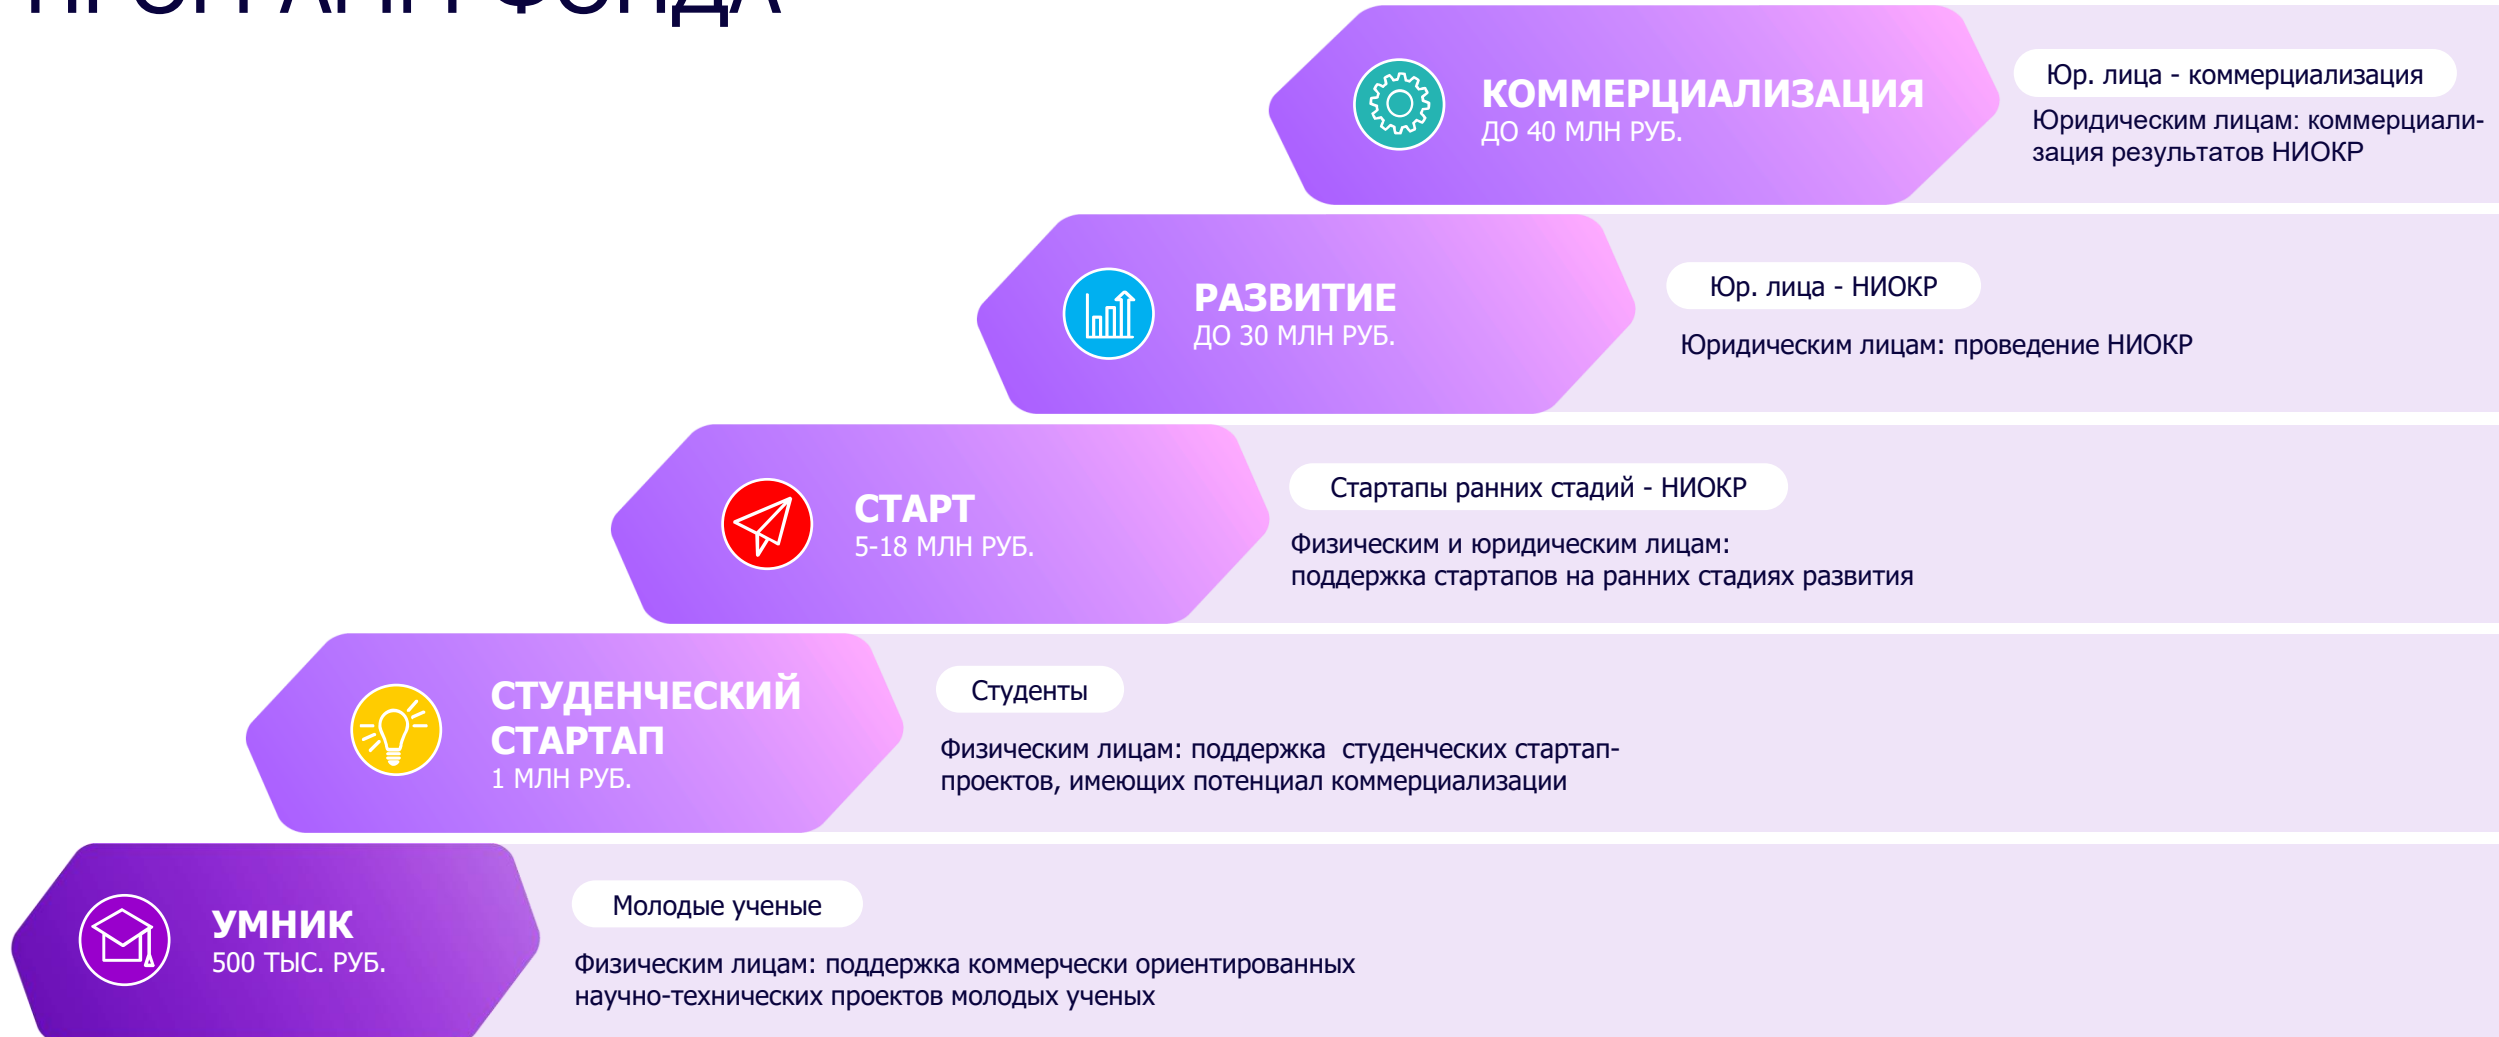 ПРОГРАММ ФОНДА
КОММЕРЦИАЛИЗАЦИЯ
ДО 40 МЛН РУБ.
Юр. лица - коммерциализация
Юридическим лицам: коммерциали-
зация результатов НИОКР
РАЗВИТИЕ
ДО 30 МЛН РУБ.
Юр. лица - НИОКР
Юридическим лицам: проведение НИОКР
СТАРТ
5-18 МЛН РУБ.
Стартапы ранних стадий - НИОКР
Физическим и юридическим лицам:
поддержка стартапов на ранних стадиях развития
СТУДЕНЧЕСКИЙ
СТАРТАП
1 МЛН РУБ.
Студенты
Физическим лицам: поддержка  студенческих стартап-
проектов, имеющих потенциал коммерциализации
УМНИК
500 ТЫС. РУБ.
Молодые ученые
Физическим лицам: поддержка коммерчески ориентированных
научно-технических проектов молодых ученых